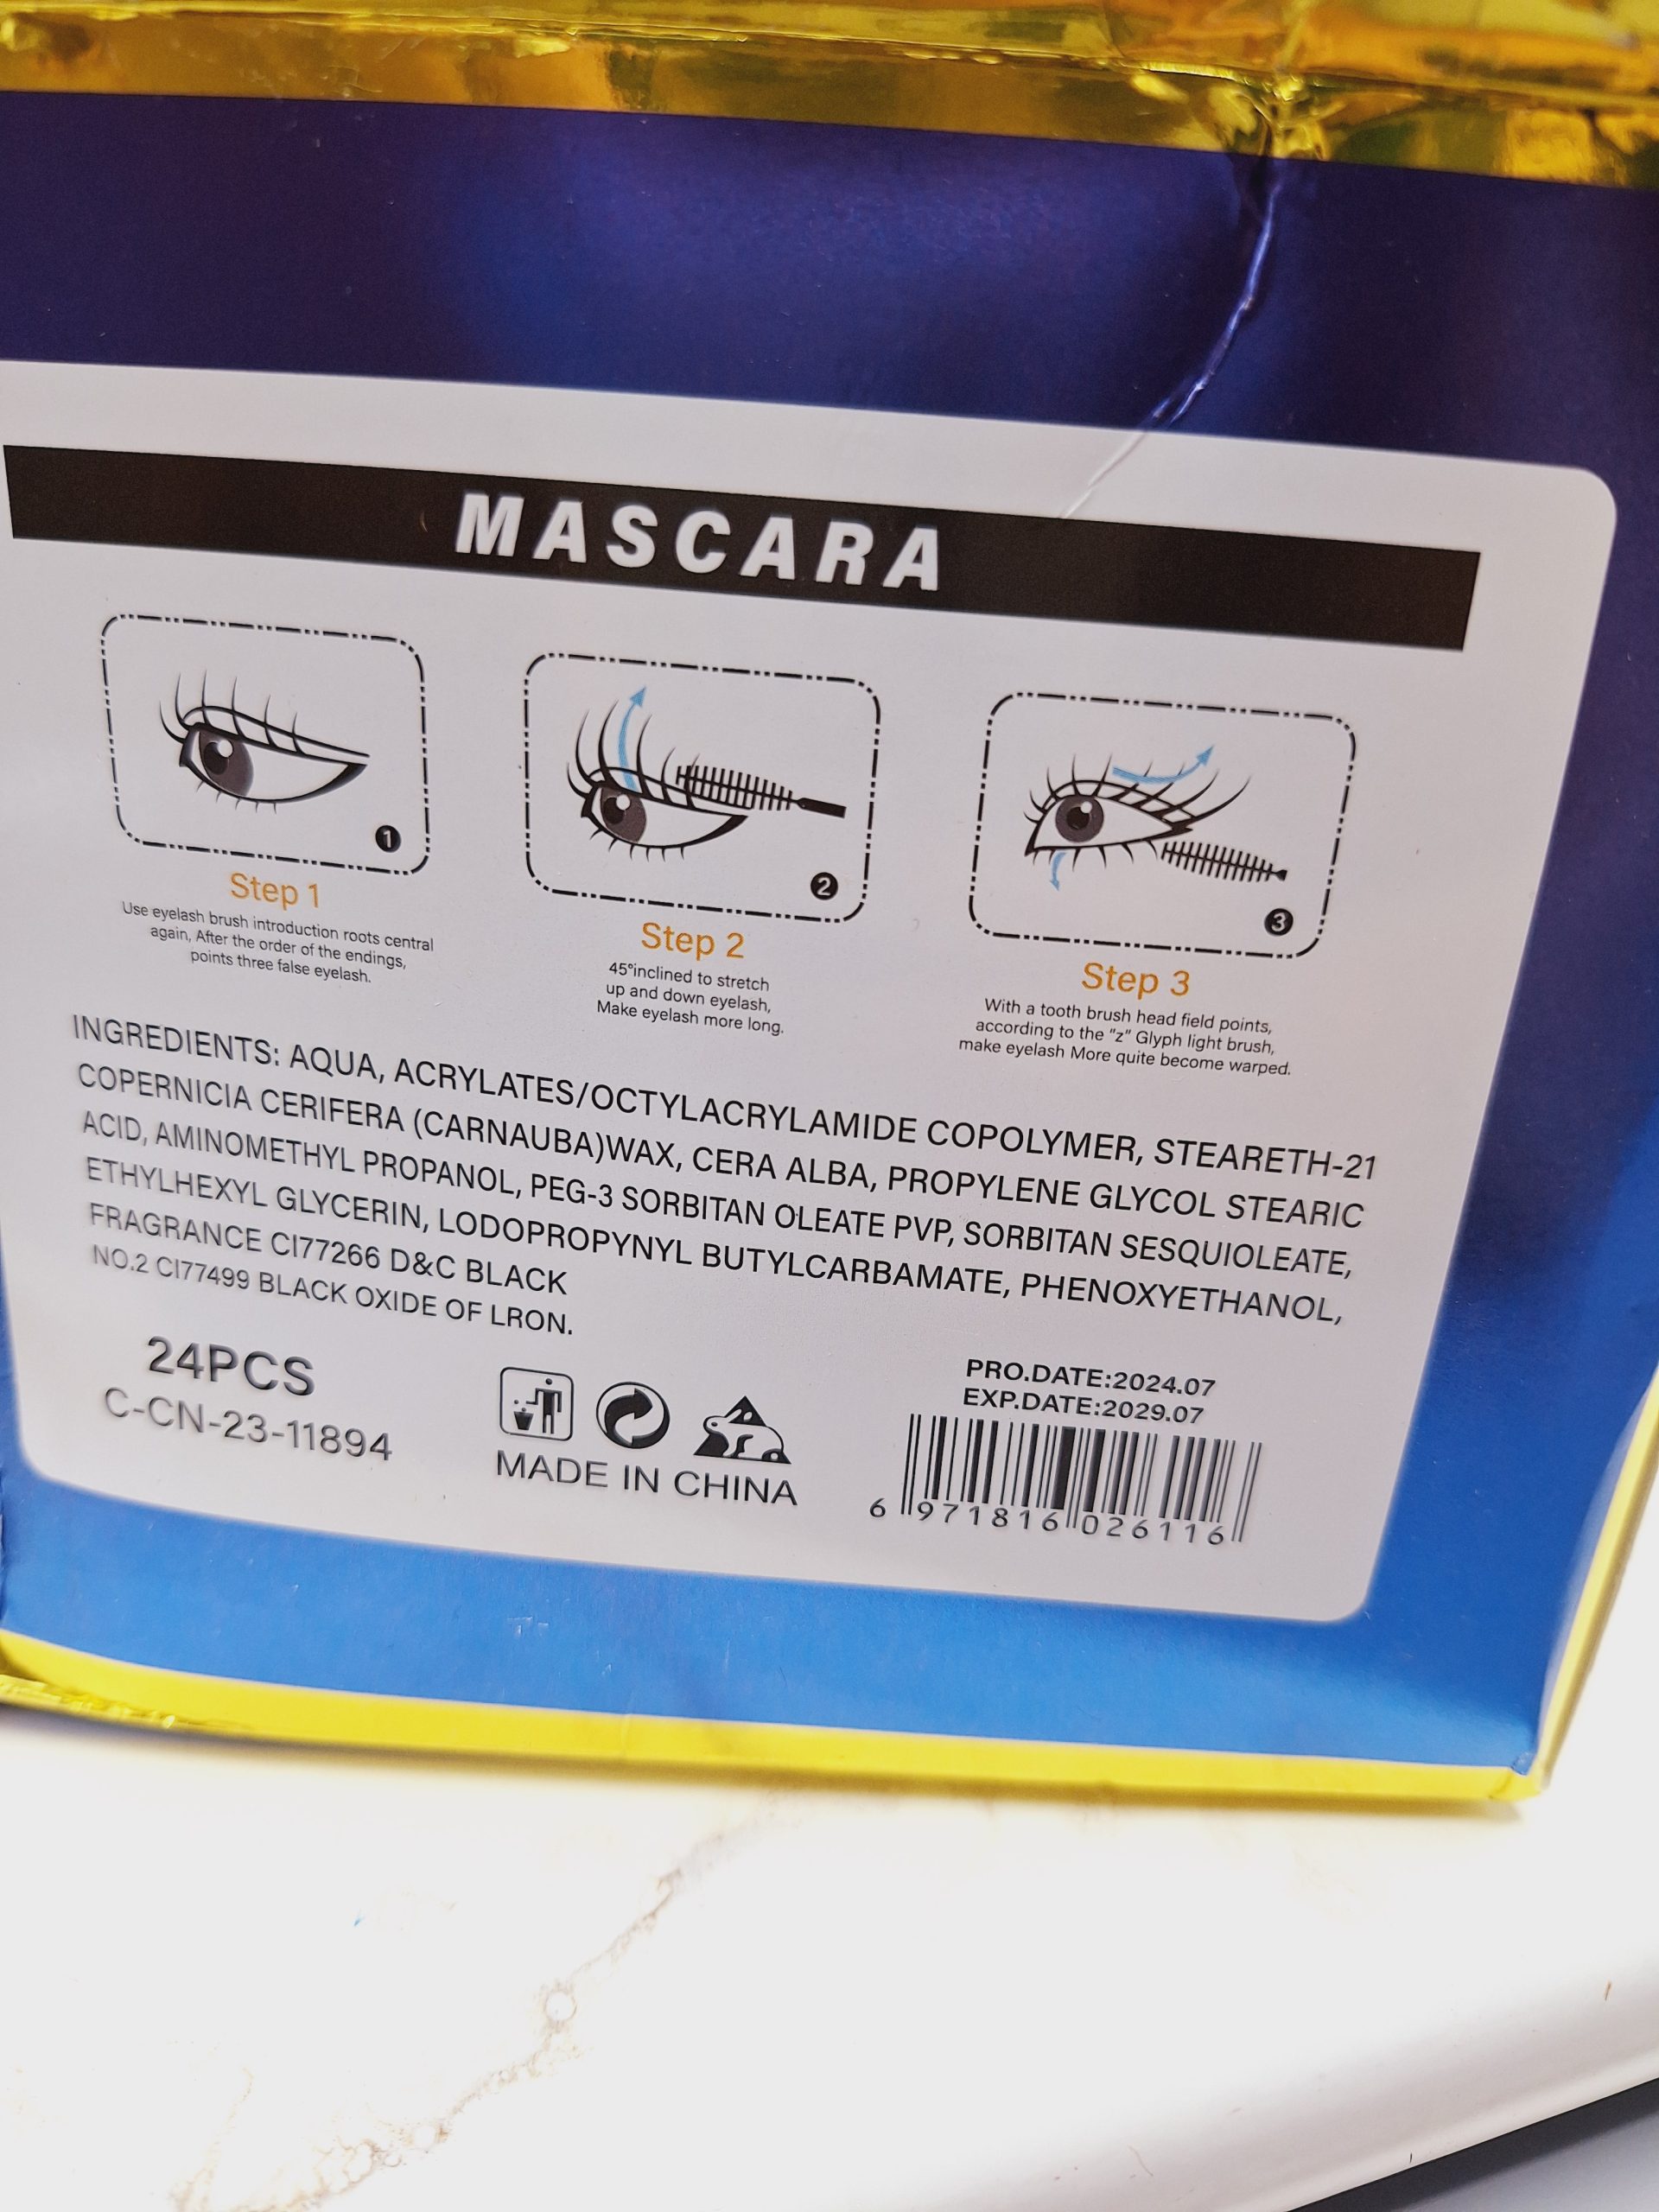 MASCARA
1
Step 1
Use eyelash brush introduction roots central
again, After the order of the endings,
points three false eyelash.
2
Step 2
45°inclined to stretch
up and down eyelash,
Make eyelash more long.
3
Step 3
With a tooth brush head field points,
according to the "z" Glyph light brush,
make eyelash More quite become warped.
INGREDIENTS: AQUA, ACRYLATES/OCTYLACRYLAMIDE COPOLYMER, STEARETH-21
COPERNICIA CERIFERA (CARNAUBA)WAX, CERA ALBA, PROPYLENE GLYCOL STEARIC
ACID, AMINOMETHYL PROPANOL, PEG-3 SORBITAN OLEATE PVP, SORBITAN SESQUIOLEATE,
ETHYLHEXYL GLYCERIN, LODOPROPYNYL BUTYLCARBAMATE, PHENOXYETHANOL,
FRAGRANCE CI77266 D&C BLACK
NO.2 CI77499 BLACK OXIDE OF LRON.
24PCS
C-CN-23-11894
MADE IN CHINA
PRO.DATE:2024.07
EXP.DATE:2029.07
6 971816 026116